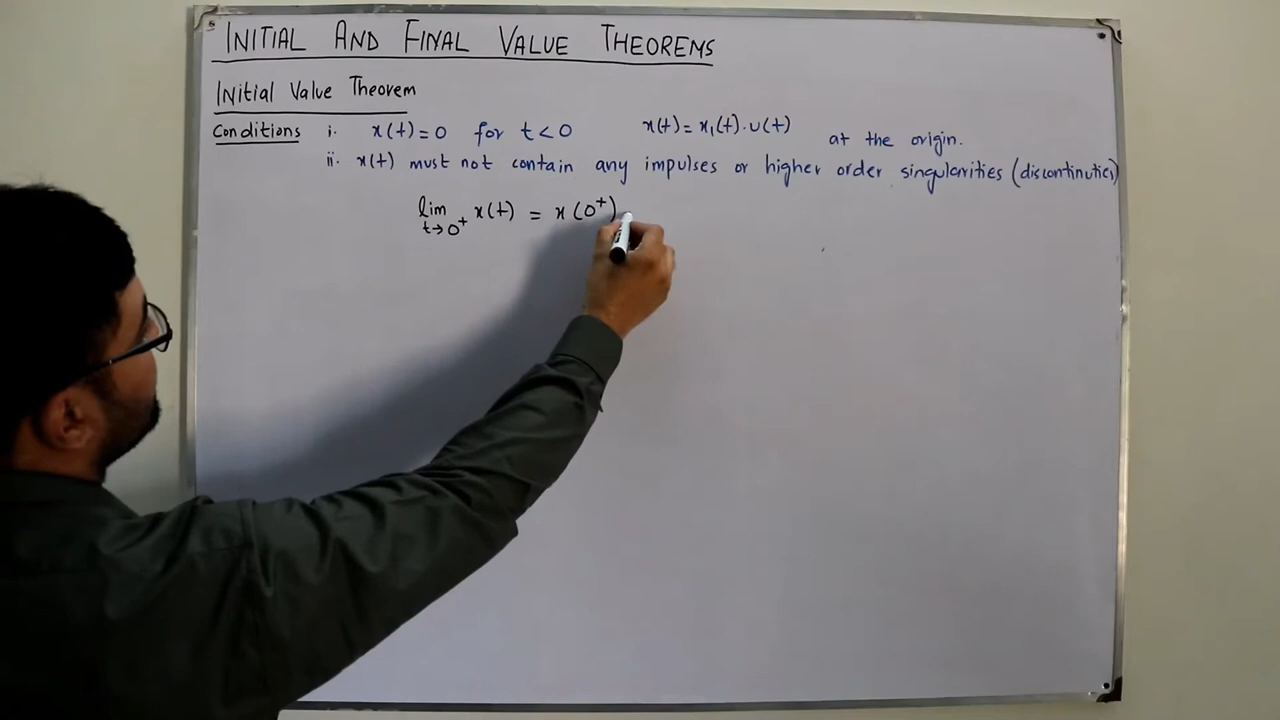 INITIAL AND FINAL VALUE THEOREMS
Initial Value Theorem
Conditions i. x(t)=0 for t<0 x(t)=x₁(t).u(t) at the origin.
ii. x(t) must not contain any impulses or higher order singularities (discontinutie)
lim t→0⁺ x(t) = x(0⁺)